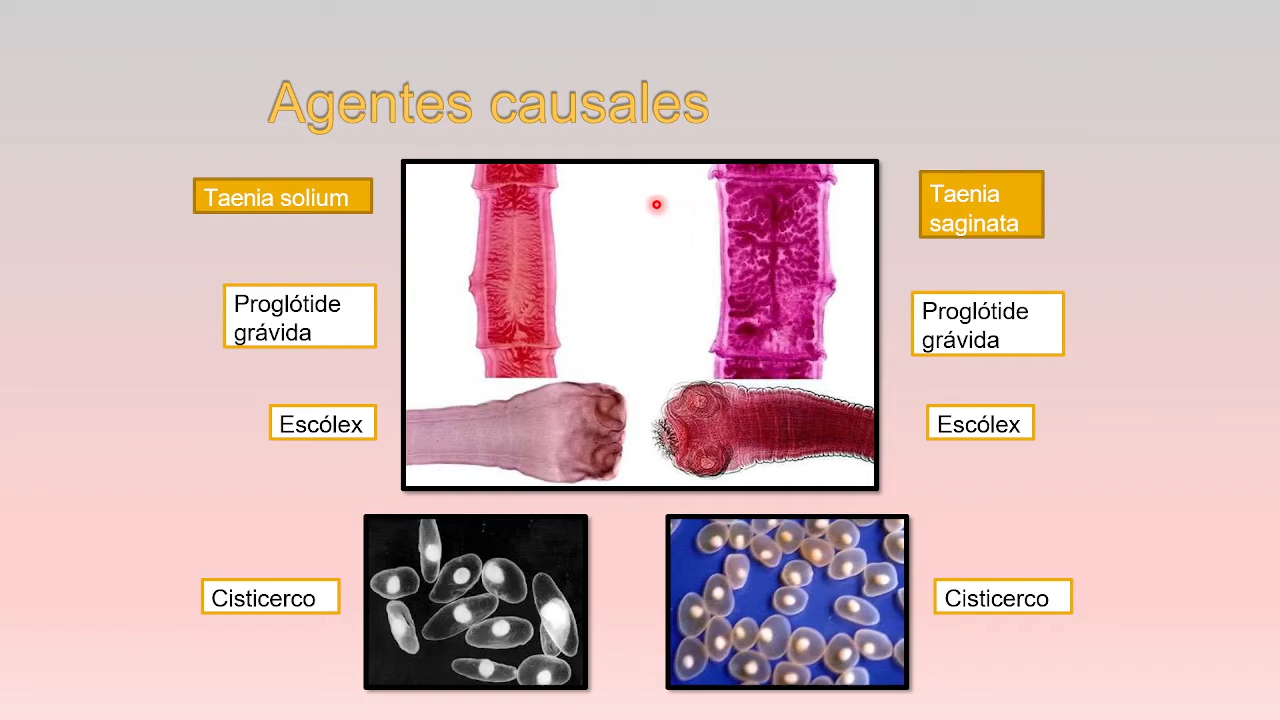 Agentes causales
Taenia solium
Taenia
saginata
Proglótide
grávida
Proglótide
grávida
Escólex
Escólex
Cisticerco
Cisticerco